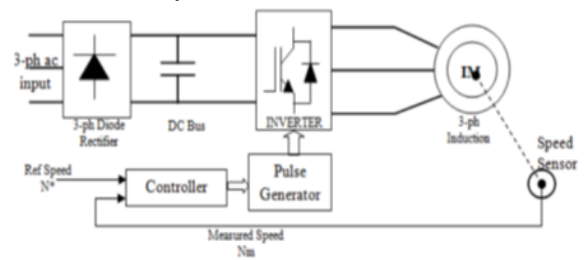 3-ph ac
input
3-ph Diode
Rectifier
DC Bus
INVERTER
IM
3-ph
Induction
Speed
Sensor
Ref Speed
N*
Controller
Pulse
Generator
Measured Speed
Nm